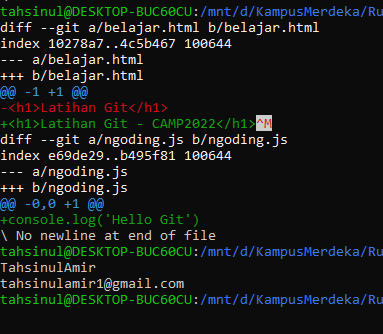 tahsinul@DESKTOP-BUC60CU:/mnt/d/KampusMerdeka/Ru
diff --git a/belajar.html b/belajar.html
index 10278a7..4c5b467 100644
--- a/belajar.html
+++ b/belajar.html
@@ -1 +1 @@
-<h1>Latihan Git</h1>
+<h1>Latihan Git - CAMP2022</h1>^M
diff --git a/ngoding.js b/ngoding.js
index e69de29..b495f81 100644
--- a/ngoding.js
+++ b/ngoding.js
@@ -0,0 +1 @@
+console.log('Hello Git')
\ No newline at end of file
tahsinul@DESKTOP-BUC60CU:/mnt/d/KampusMerdeka/Ru
TahsinulAmir
tahsinulamir1@gmail.com
tahsinul@DESKTOP-BUC60CU:/mnt/d/KampusMerdeka/Ru